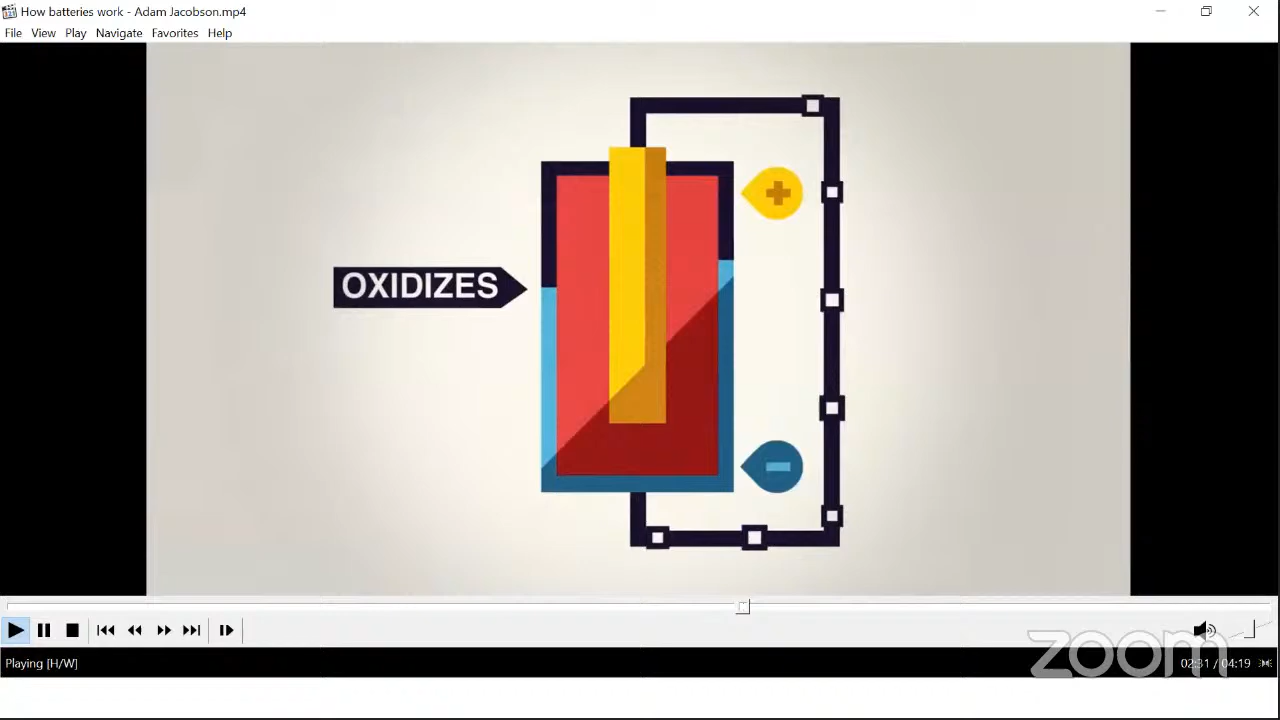 How batteries work - Adam Jacobson.mp4
File View Play Navigate Favorites Help
OXIDIZES
zoom
Playing [H/W]
02:31 / 04:19